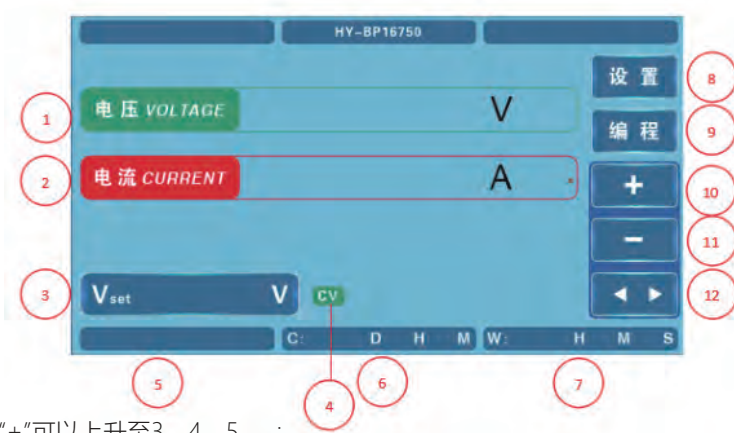 HY-BP16750
设置
8
电压 VOLTAGE V
1
编程
9
电流 CURRENT A
2
+
10
−
11
Vset V
CV
3
◀ ▶
12
C: D H M W: H M S
5
4
6
7